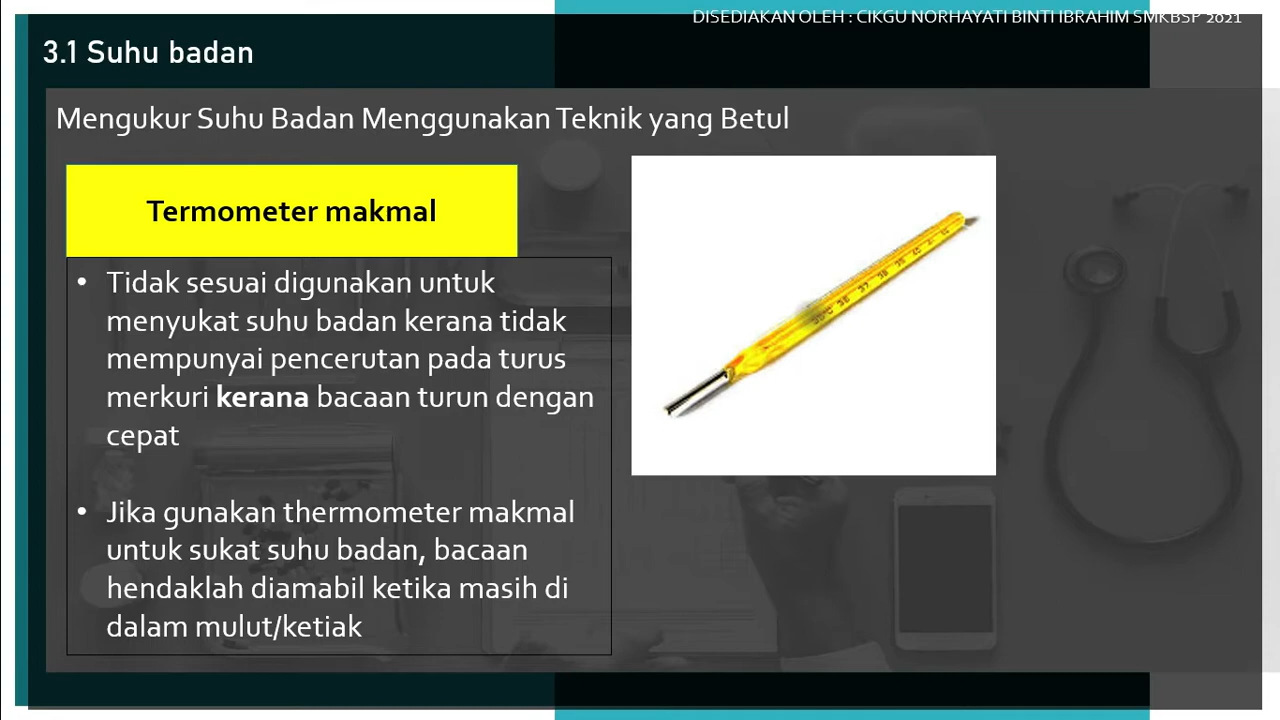 DISEDIAKAN OLEH : CIKGU NORHAYATI BINTI IBRAHIM SMKBSP 2021
3.1 Suhu badan
Mengukur Suhu Badan Menggunakan Teknik yang Betul
Termometer makmal
• Tidak sesuai digunakan untuk
menyukat suhu badan kerana tidak
mempunyai pencerutan pada turus
merkuri kerana bacaan turun dengan
cepat
• Jika gunakan thermometer makmal
untuk sukat suhu badan, bacaan
hendaklah diamabil ketika masih di
dalam mulut/ketiak